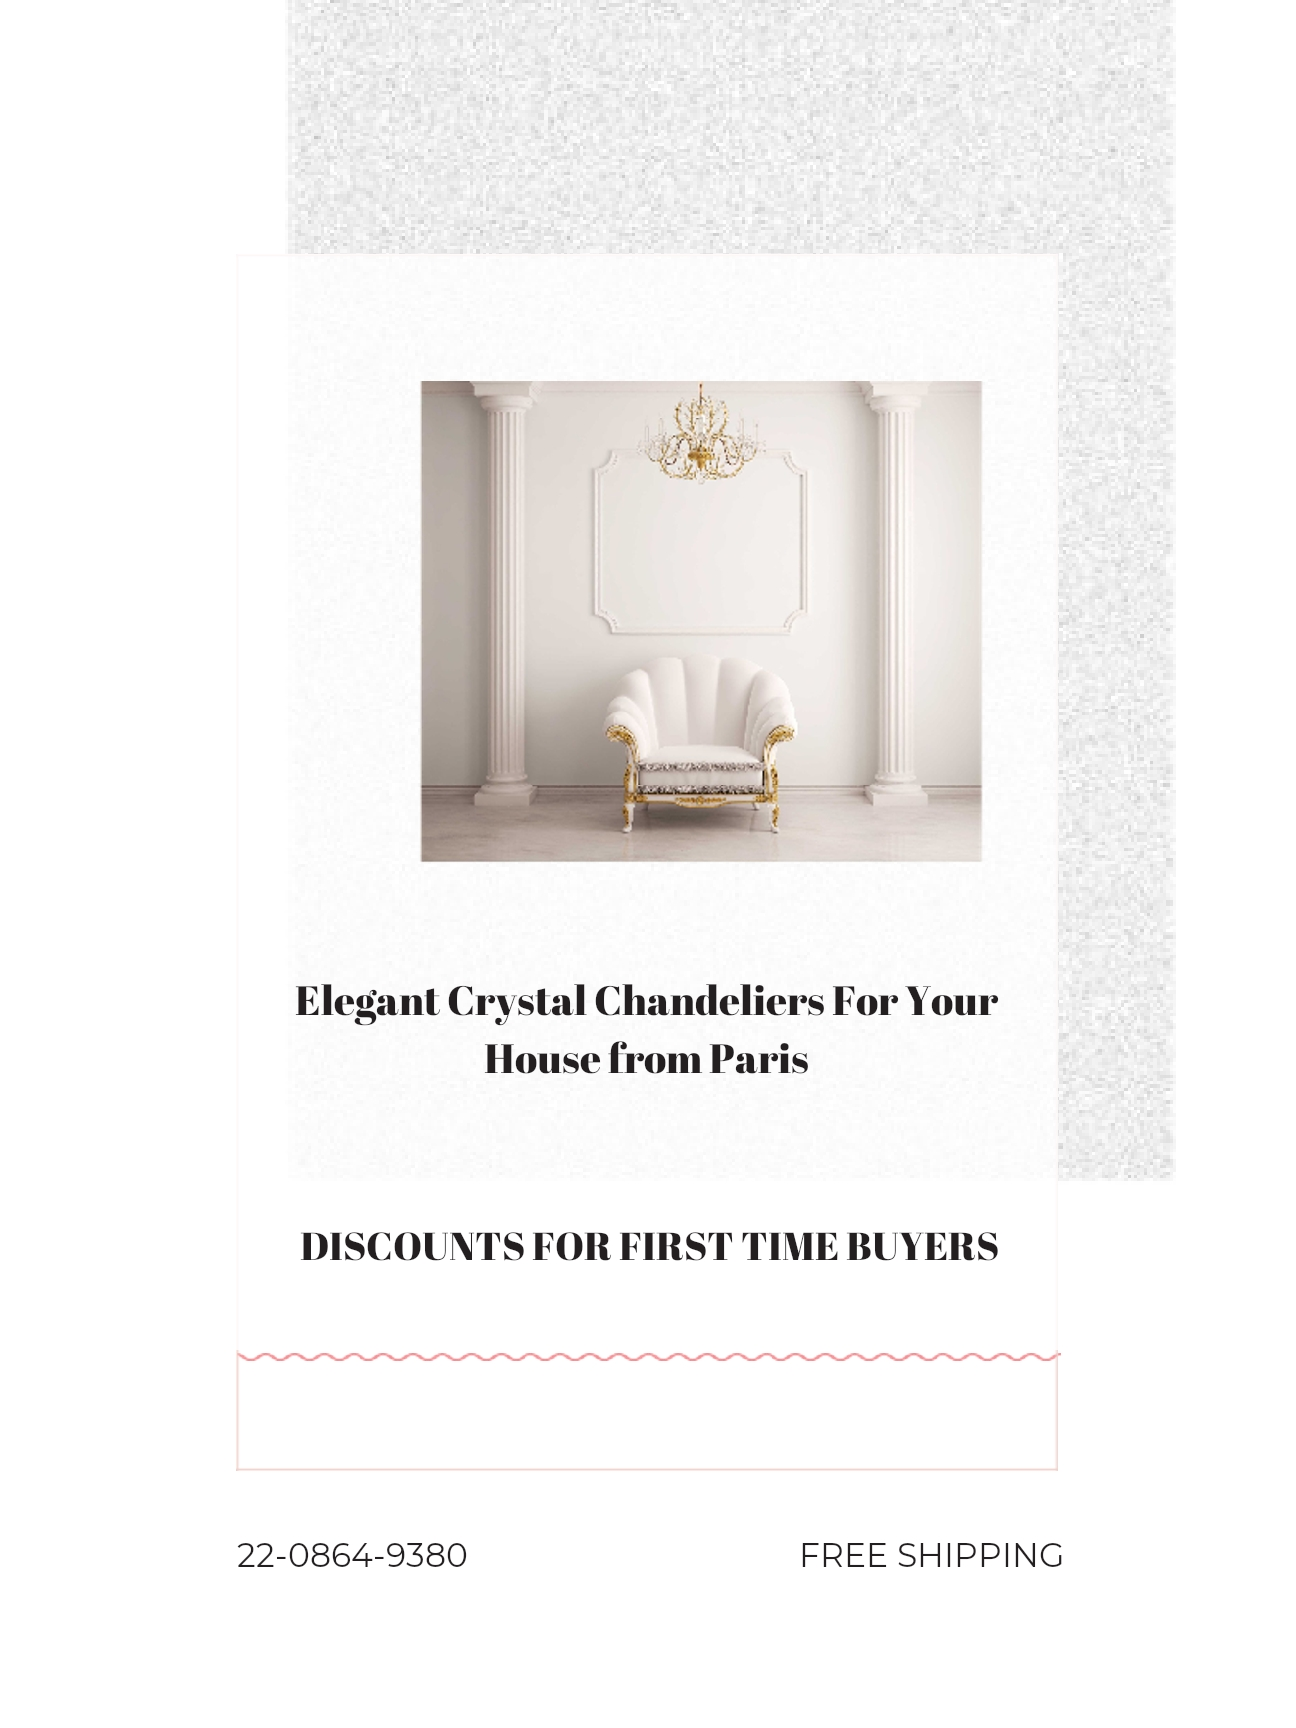 Elegant Crystal Chandeliers For Your
House from Paris
DISCOUNTS FOR FIRST TIME BUYERS
22-0864-9380
FREE SHIPPING